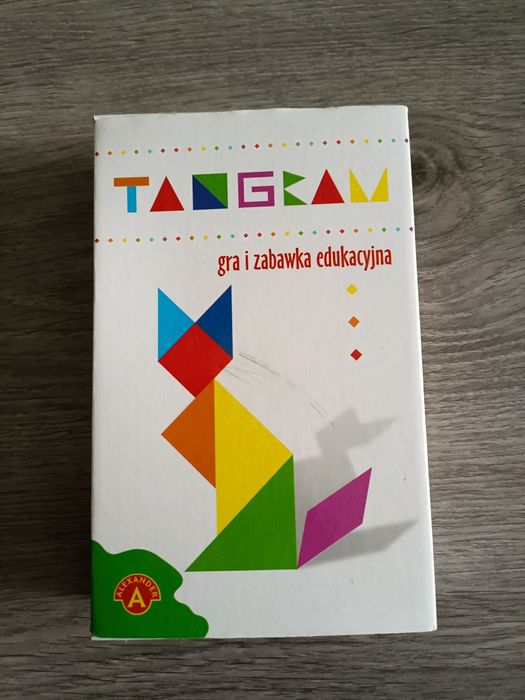 TANGRAM
gra i zabawka edukacyjna
ALEXANDER
A